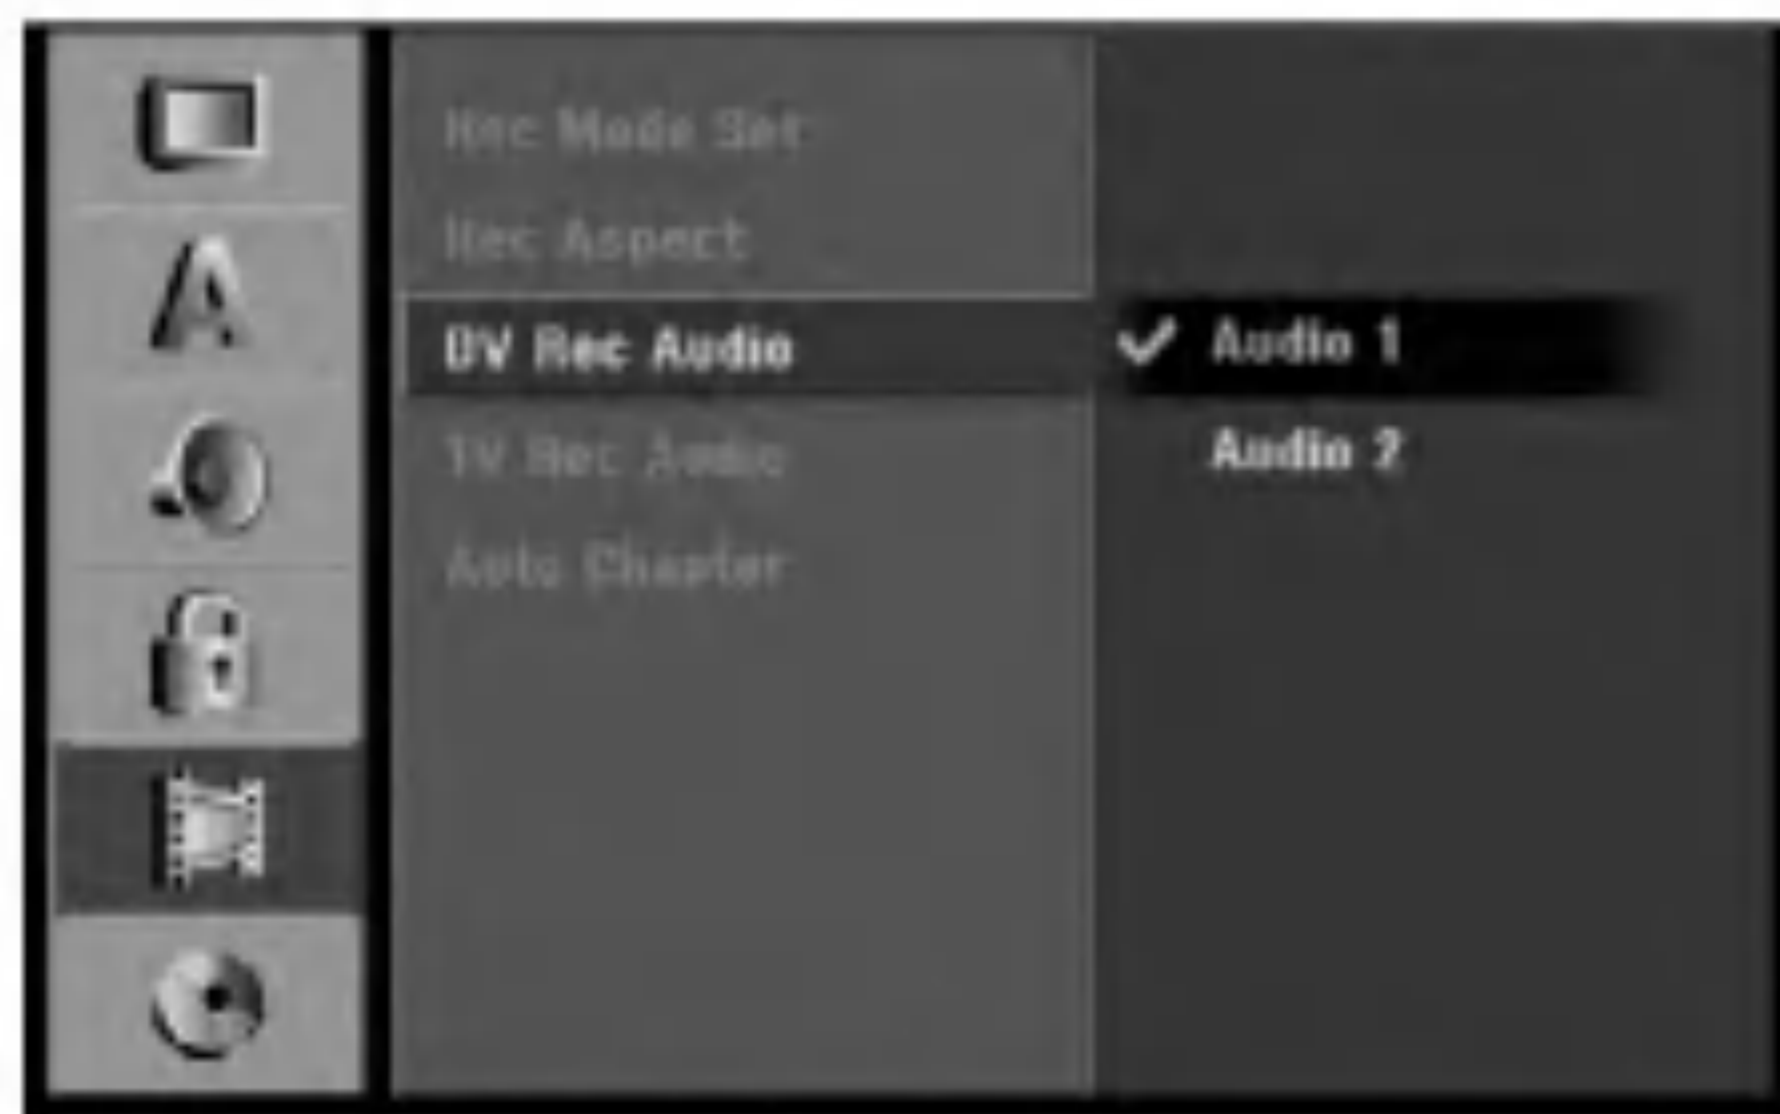 Rec Mode Set
Rec Aspect
DV Rec Audio
✔ Audio 1
Audio 2
TV Rec Audio
Auto Chapter